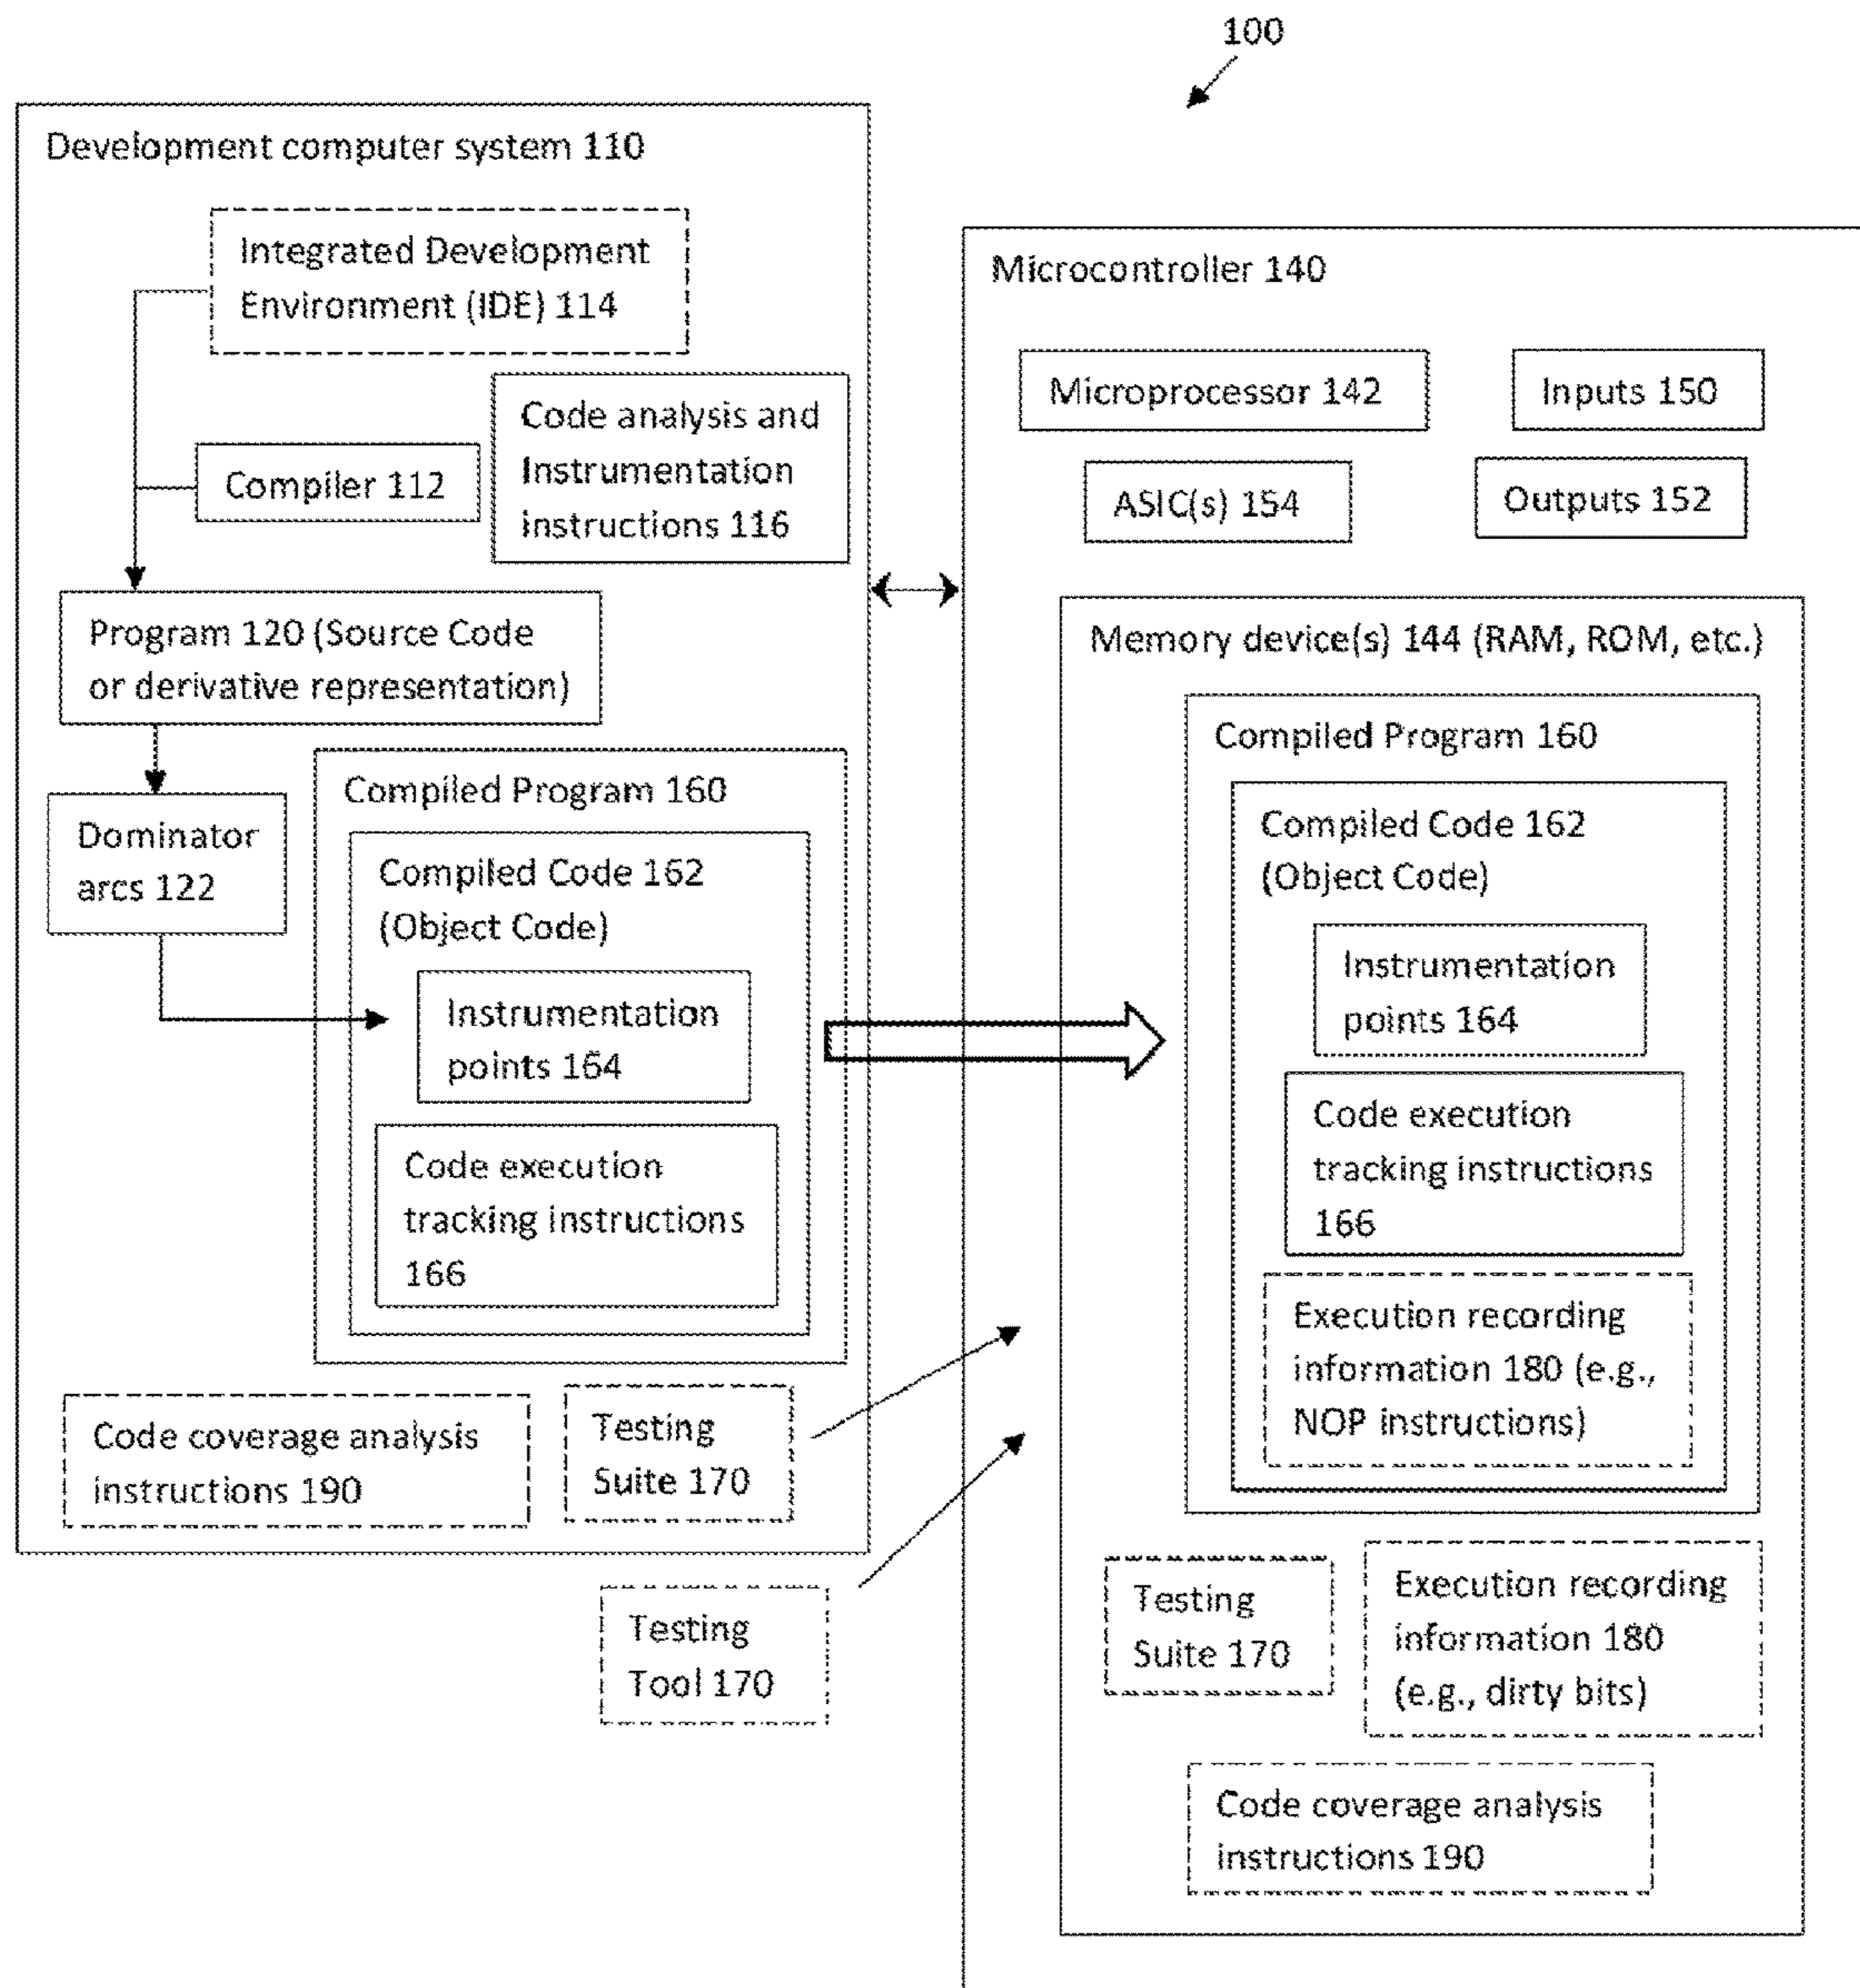 100
Development computer system 110
Integrated Development
Environment (IDE) 114
Code analysis and
Instrumentation
instructions 116
Compiler 112
Program 120 (Source Code
or derivative representation)
Dominator
arcs 122
Compiled Program 160
Compiled Code 162
(Object Code)
Instrumentation
points 164
Code execution
tracking instructions
166
Code coverage analysis
instructions 190
Testing
Suite 170
Testing
Tool 170
Microcontroller 140
Microprocessor 142
Inputs 150
ASIC(s) 154
Outputs 152
Memory device(s) 144 (RAM, ROM, etc.)
Compiled Program 160
Compiled Code 162
(Object Code)
Instrumentation
points 164
Code execution
tracking instructions
166
Execution recording
information 180 (e.g.,
NOP instructions)
Testing
Suite 170
Execution recording
information 180
(e.g., dirty bits)
Code coverage analysis
instructions 190